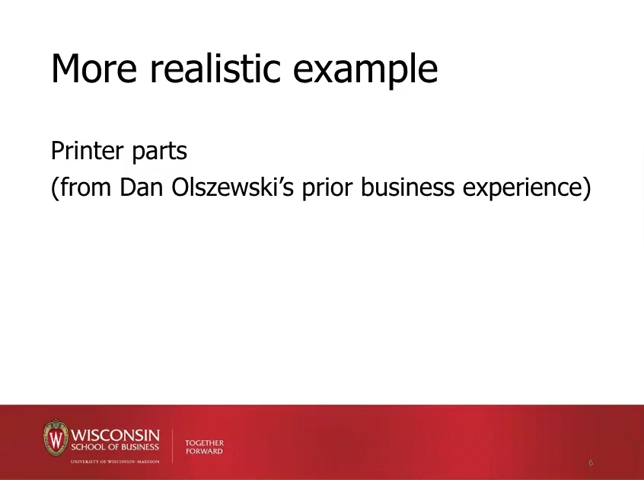 More realistic example
Printer parts
(from Dan Olszewski's prior business experience)
W
WISCONSIN
SCHOOL OF BUSINESS
UNIVERSITY OF WISCONSIN-MADISON
TOGETHER
FORWARD
6